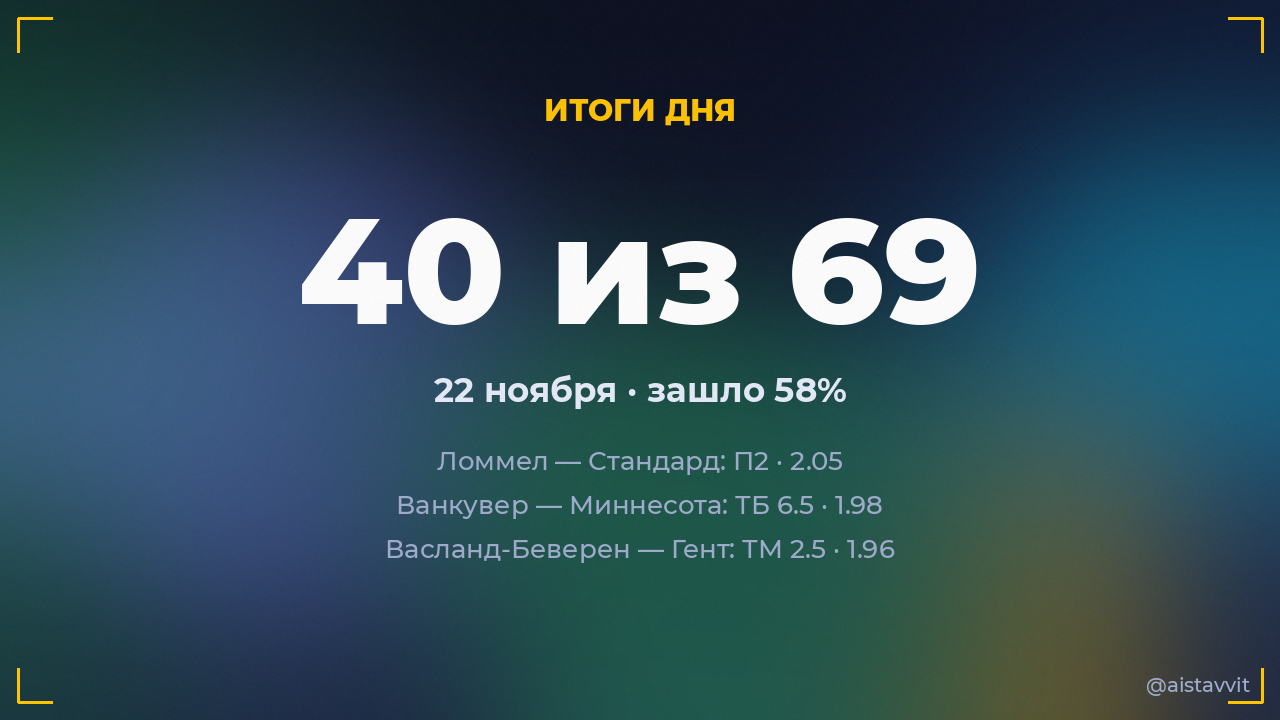 ИТОГИ ДНЯ
40 из 69
22 ноября · зашло 58%
Ломмел — Стандард: П2 · 2.05
Ванкувер — Миннесота: ТБ 6.5 · 1.98
Васланд-Беверен — Гент: ТМ 2.5 · 1.96
@aistavvit